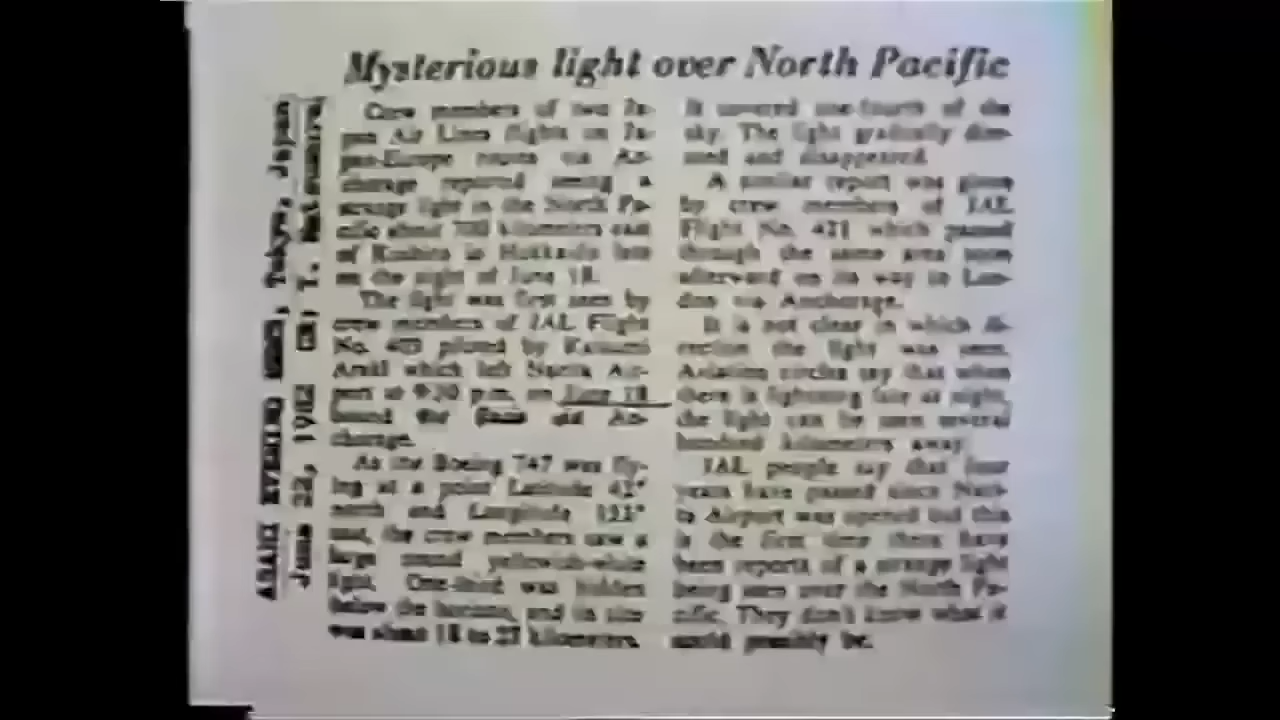 Mysterious light over North Pacific
ASAHI EVENING NEWS, Tokyo, Japan
June 22, 1982 CR: T. Matsumura
Crew members of two Ja-
pan Air Lines flights on Ja-
pan-Europe routes via An-
chorage reported seeing a
strange light in the North Pa-
cific about 700 kilometers east
of Kushiro in Hokkaido late
on the night of June 18.
The light was first seen by
crew members of JAL Flight
No. piloted by
which left Narita Air-
port at 9:20 p.m. on June 18
bound for An-
chorage.
As the Boeing 747 was fly-
ing at a point Latitude 42°
north and Longitude
east, the crew members saw a
large round yellowish-white
light. One-third was hidden
below the horizon, and its size
was about 18 to 27 kilometers.
It covered one-fourth of the
sky. The light gradually dim-
med and disappeared.
A similar report was given
by crew members of JAL
Flight No. 421 which passed
through the same area soon
afterward on its way to Lon-
don via Anchorage.
It is not clear in which di-
rection the light was seen.
Aviation circles say that when
there is lightning late at night,
the light can be seen several
hundred kilometers away.
JAL people say that four
years have passed since Nari-
ta Airport was opened but this
is the first time there have
been reports of a strange light
being seen over the North Pa-
cific. They don't know what it
could possibly be.